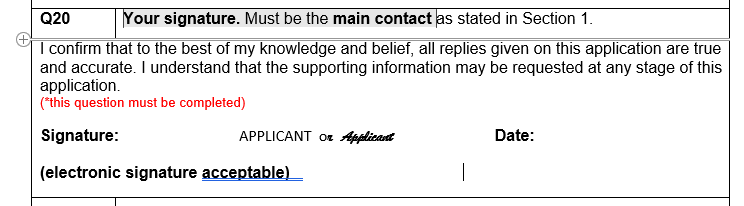 Q20 Your signature. Must be the main contact as stated in Section 1.
I confirm that to the best of my knowledge and belief, all replies given on this application are true
and accurate. I understand that the supporting information may be requested at any stage of this
application.
(*this question must be completed)
Signature: APPLICANT or Applicant Date:
(electronic signature acceptable)